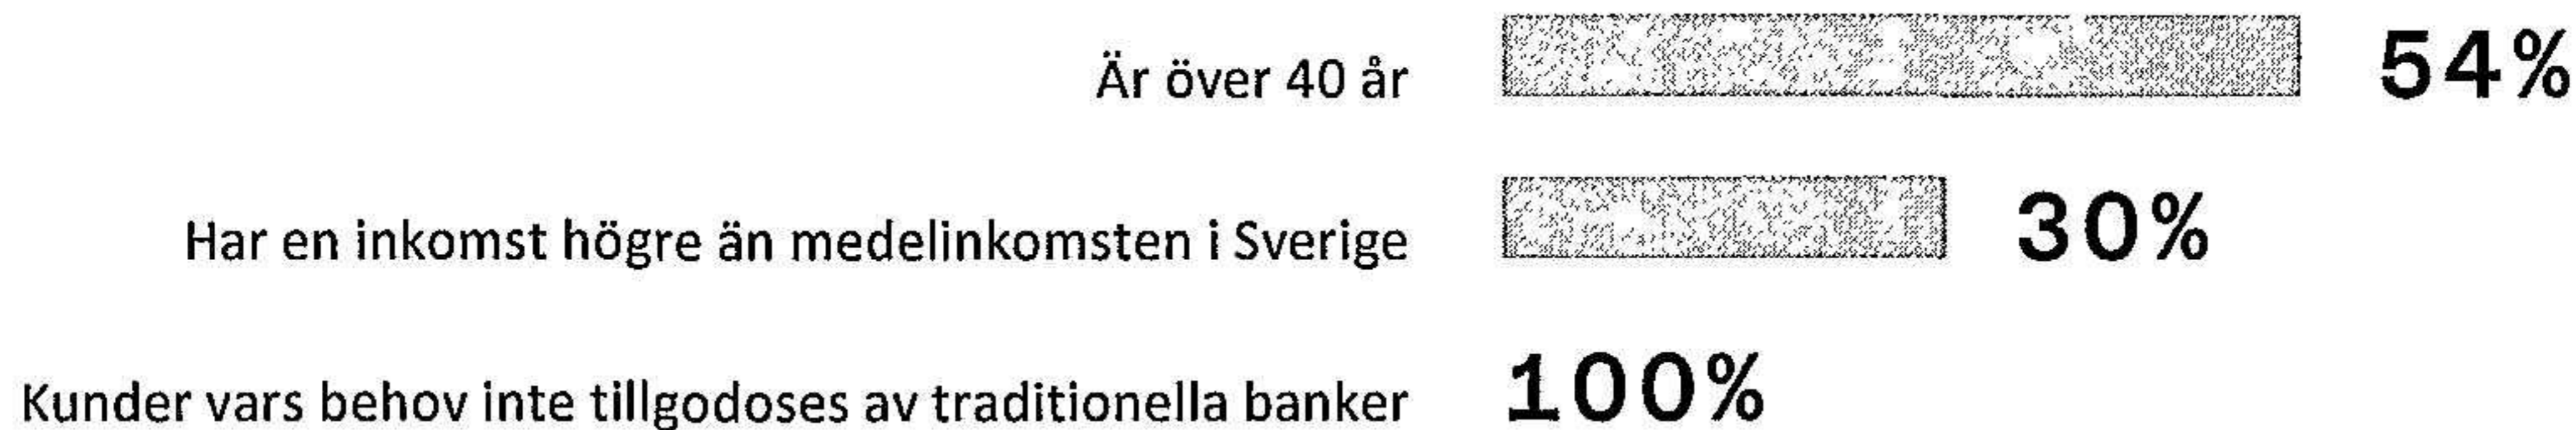 Är över 40 år 54%
Har en inkomst högre än medelinkomsten i Sverige 30%
Kunder vars behov inte tillgodoses av traditionella banker 100%